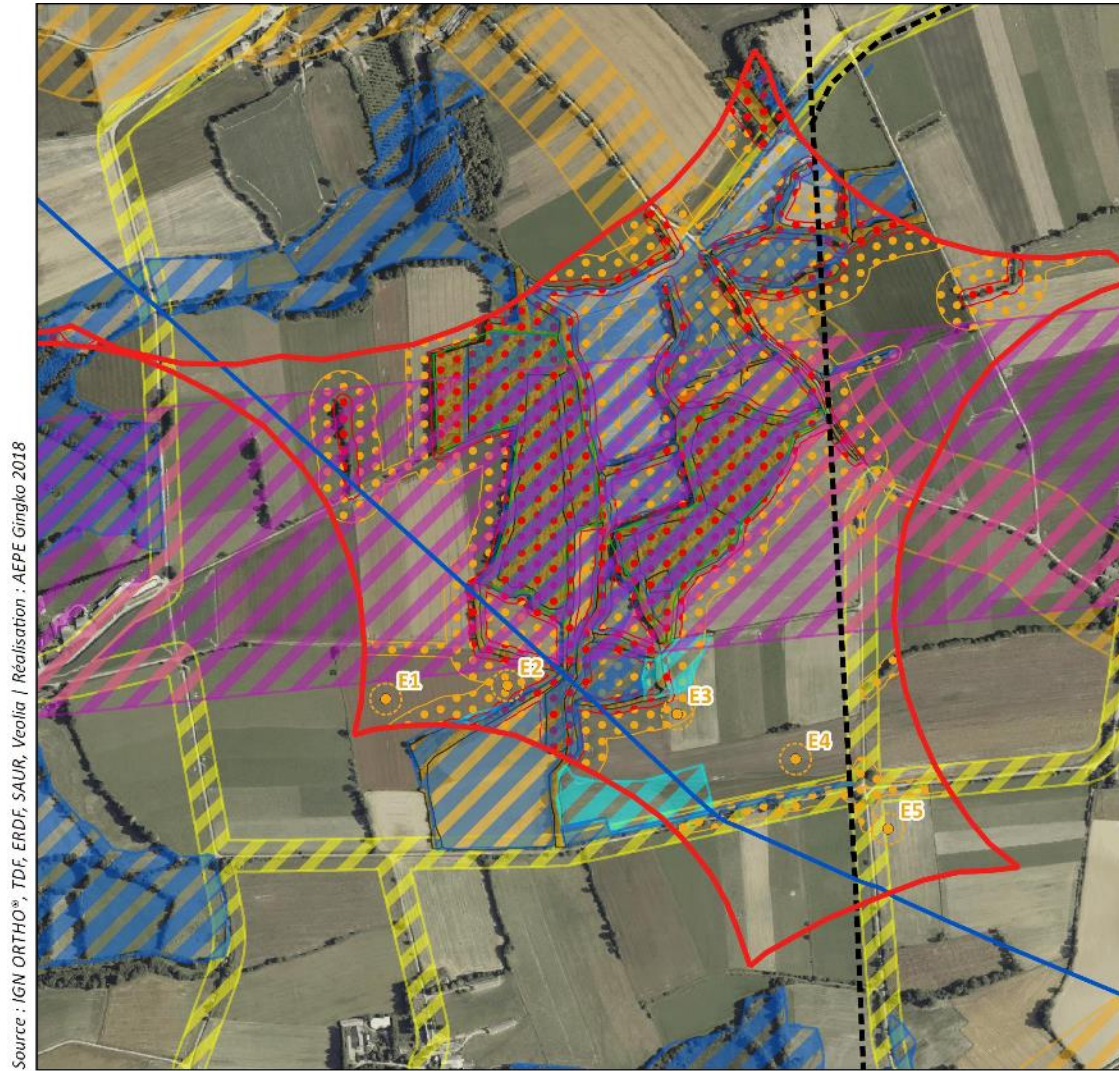 Source : IGN ORTHO®, TDF, ERDF, SAUR, Veolia | Réalisation : AEPE Gingko 2018
E1
E2
E3
E4
E5